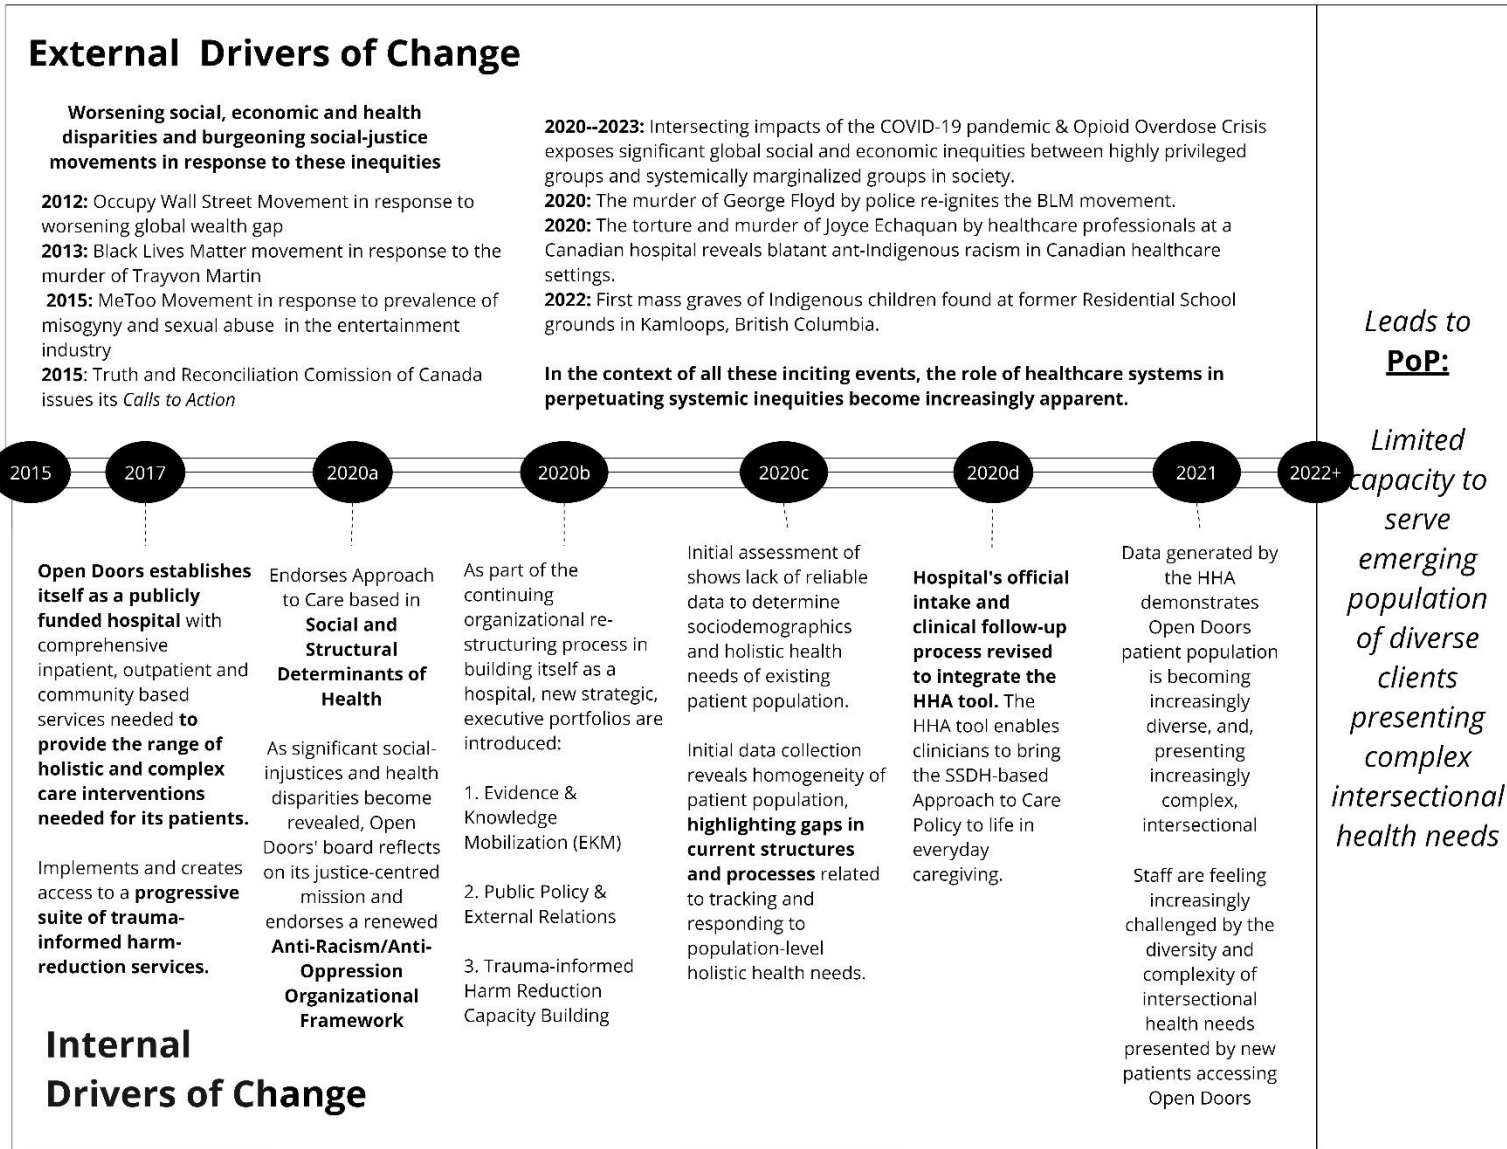 External Drivers of Change
Worsening social, economic and health
disparities and burgeoning social-justice
movements in response to these inequities
2012: Occupy Wall Street Movement in response to
worsening global wealth gap
2013: Black Lives Matter movement in response to the
murder of Trayvon Martin
2015: MeToo Movement in response to prevalence of
misogyny and sexual abuse in the entertainment
industry
2015: Truth and Reconciliation Comission of Canada
issues its Calls to Action
2020--2023: Intersecting impacts of the COVID-19 pandemic & Opioid Overdose Crisis
exposes significant global social and economic inequities between highly privileged
groups and systemically marginalized groups in society.
2020: The murder of George Floyd by police re-ignites the BLM movement.
2020: The torture and murder of Joyce Echaquan by healthcare professionals at a
Canadian hospital reveals blatant ant-Indigenous racism in Canadian healthcare
settings.
2022: First mass graves of Indigenous children found at former Residential School
grounds in Kamloops, British Columbia.
In the context of all these inciting events, the role of healthcare systems in
perpetuating systemic inequities become increasingly apparent.
2015
2017
2020a
2020b
2020c
2020d
2021
2022+
Open Doors establishes
itself as a publicly
funded hospital with
comprehensive
inpatient, outpatient and
community based
services needed to
provide the range of
holistic and complex
care interventions
needed for its patients.
Implements and creates
access to a progressive
suite of trauma-
informed harm-
reduction services.
Endorses Approach
to Care based in
Social and
Structural
Determinants of
Health
As significant social-
injustices and health
disparities become
revealed, Open
Doors' board reflects
on its justice-centred
mission and
endorses a renewed
Anti-Racism/Anti-
Oppression
Organizational
Framework
As part of the
continuing
organizational re-
structuring process in
building itself as a
hospital, new strategic,
executive portfolios are
introduced:
1. Evidence &
Knowledge
Mobilization (EKM)
2. Public Policy &
External Relations
3. Trauma-informed
Harm Reduction
Capacity Building
Initial assessment of
shows lack of reliable
data to determine
sociodemographics
and holistic health
needs of existing
patient population.
Initial data collection
reveals homogeneity of
patient population,
highlighting gaps in
current structures
and processes related
to tracking and
responding to
population-level
holistic health needs.
Hospital's official
intake and
clinical follow-up
process revised
to integrate the
HHA tool. The
HHA tool enables
clinicians to bring
the SSDH-based
Approach to Care
Policy to life in
everyday
caregiving.
Data generated by
the HHA
demonstrates
Open Doors
patient population
is becoming
increasingly
diverse, and,
presenting
increasingly
complex,
intersectional
Staff are feeling
increasingly
challenged by the
diversity and
complexity of
intersectional
health needs
presented by new
patients accessing
Open Doors
Internal
Drivers of Change
Leads to
PoP:
Limited
capacity to
serve
emerging
population
of diverse
clients
presenting
complex
intersectional
health needs